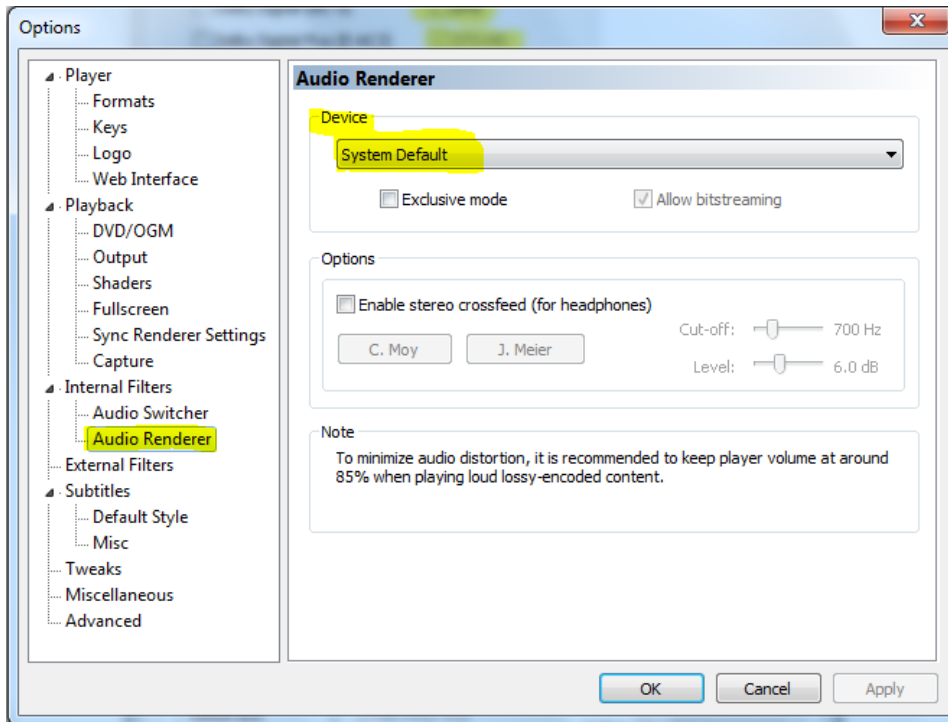 Options
Player
Formats
Keys
Logo
Web Interface
Playback
DVD/OGM
Output
Shaders
Fullscreen
Sync Renderer Settings
Capture
Internal Filters
Audio Switcher
Audio Renderer
External Filters
Subtitles
Default Style
Misc
Tweaks
Miscellaneous
Advanced
Audio Renderer
Device
System Default
Exclusive mode
Allow bitstreaming
Options
Enable stereo crossfeed (for headphones)
C. Moy
J. Meier
Cut-off:
700 Hz
Level:
6.0 dB
Note
To minimize audio distortion, it is recommended to keep player volume at around
85% when playing loud lossy-encoded content.
OK
Cancel
Apply